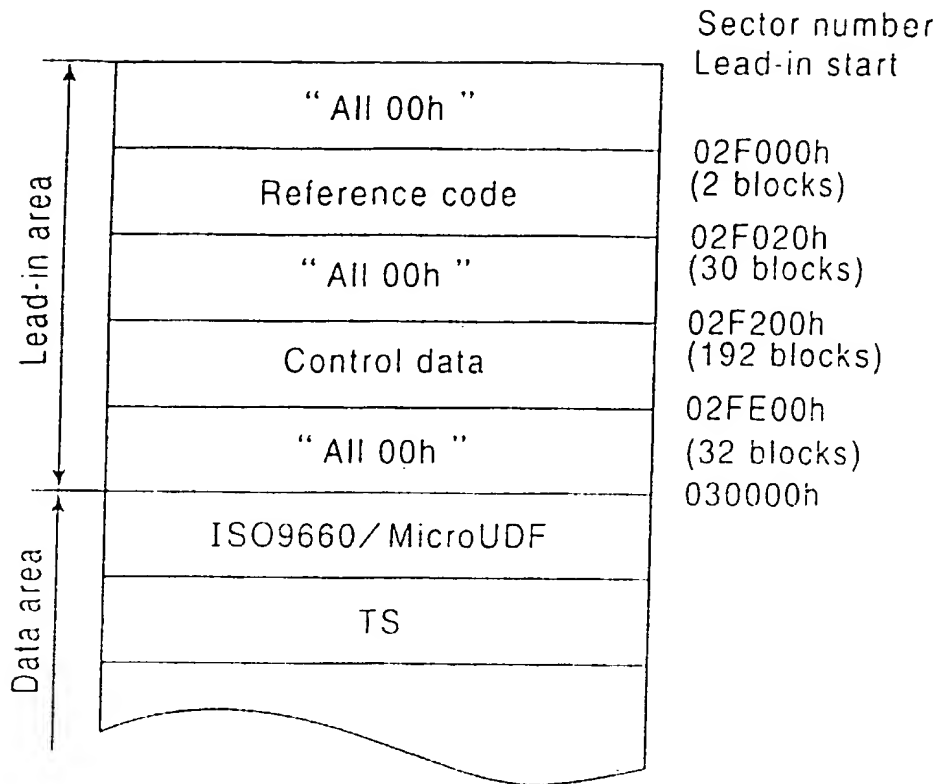 Sector number
Lead-in start
“ All 00h ”
02F000h
(2 blocks)
Reference code
02F020h
(30 blocks)
“ All 00h ”
02F200h
(192 blocks)
Control data
02FE00h
(32 blocks)
“ All 00h ”
030000h
Lead-in area
ISO9660/MicroUDF
TS
Data area